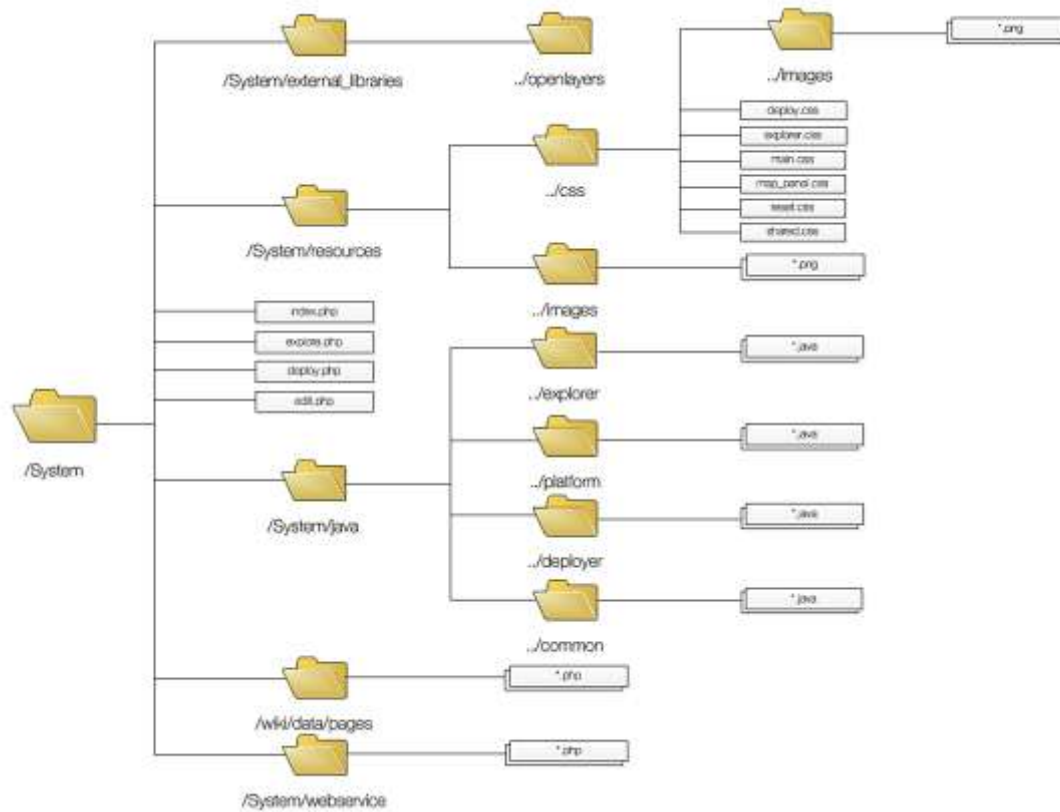 *.png
/System/external_libraries
../openlayers
../images
deploy.css
explorer.css
main.css
map_panel.css
reset.css
shared.css
../css
/System/resources
*.png
../images
index.php
explore.php
deploy.php
edit.php
*.java
../explorer
*.java
../platform
/System
/System/java
*.java
../deployer
*.java
../common
*.php
/wiki/data/pages
*.php
/System/webservice